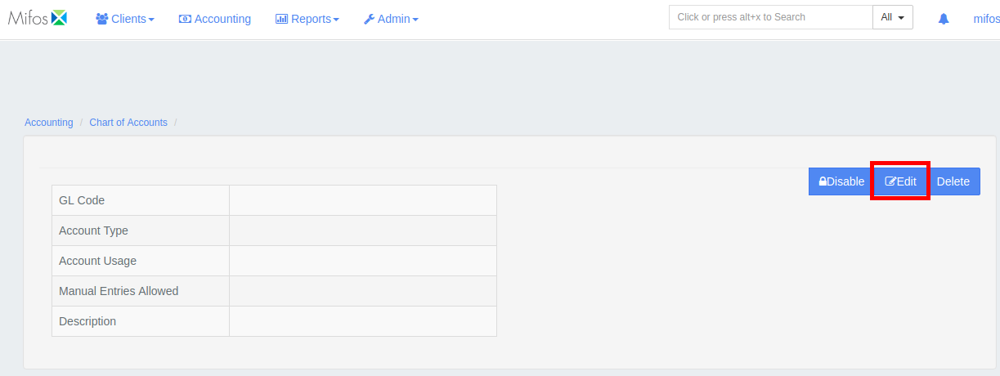 Mifos Clients Accounting Reports Admin Click or press alt+x to Search All mifos
Accounting / Chart of Accounts /
Disable Edit Delete
GL Code
Account Type
Account Usage
Manual Entries Allowed
Description